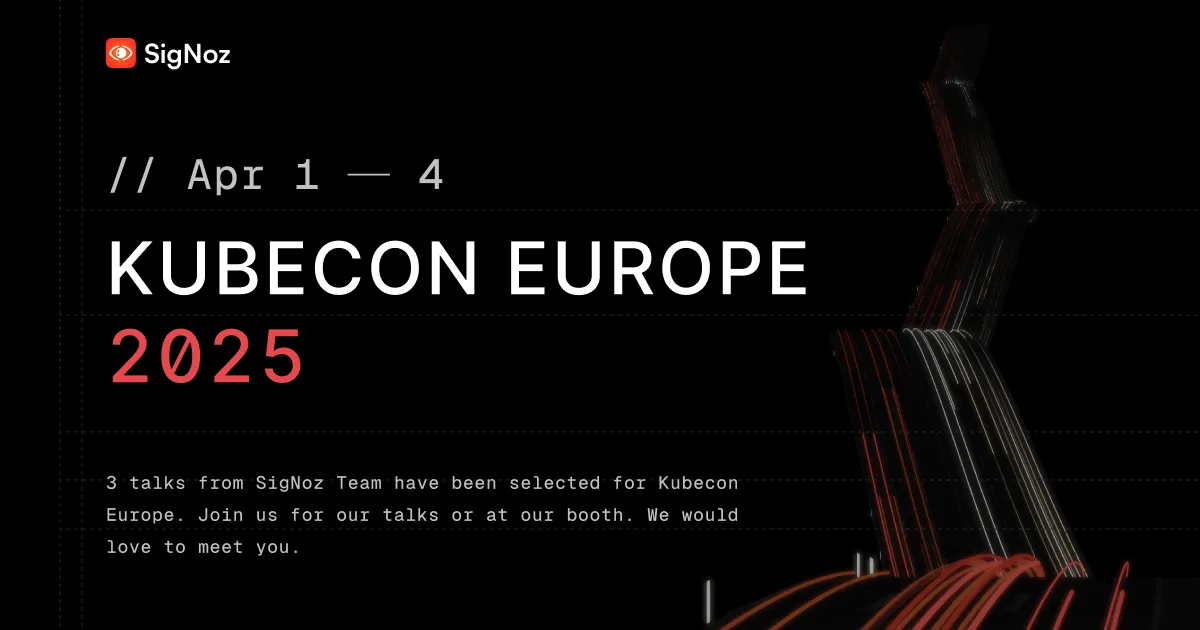 SigNoz
// Apr 1 — 4
KUBECON EUROPE
2025
3 talks from SigNoz Team have been selected for Kubecon
Europe. Join us for our talks or at our booth. We would
love to meet you.